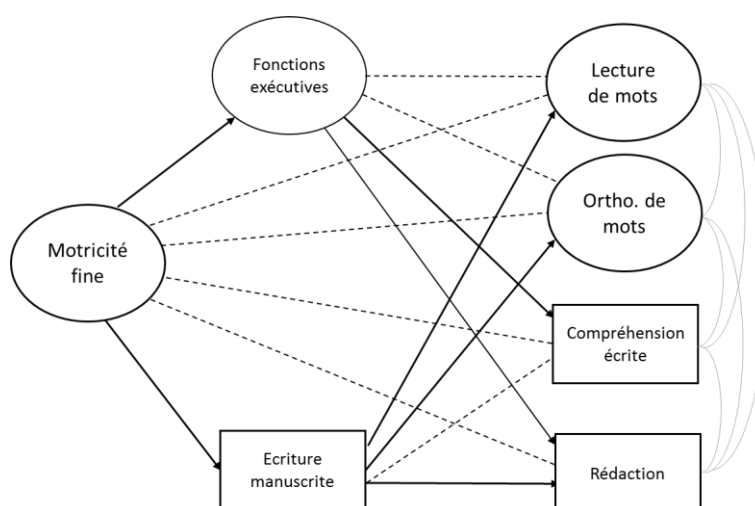 Fonctions
exécutives
Lecture
de mots
Ortho. de
mots
Motricité
fine
Compréhension
écrite
Ecriture
manuscrite
Rédaction